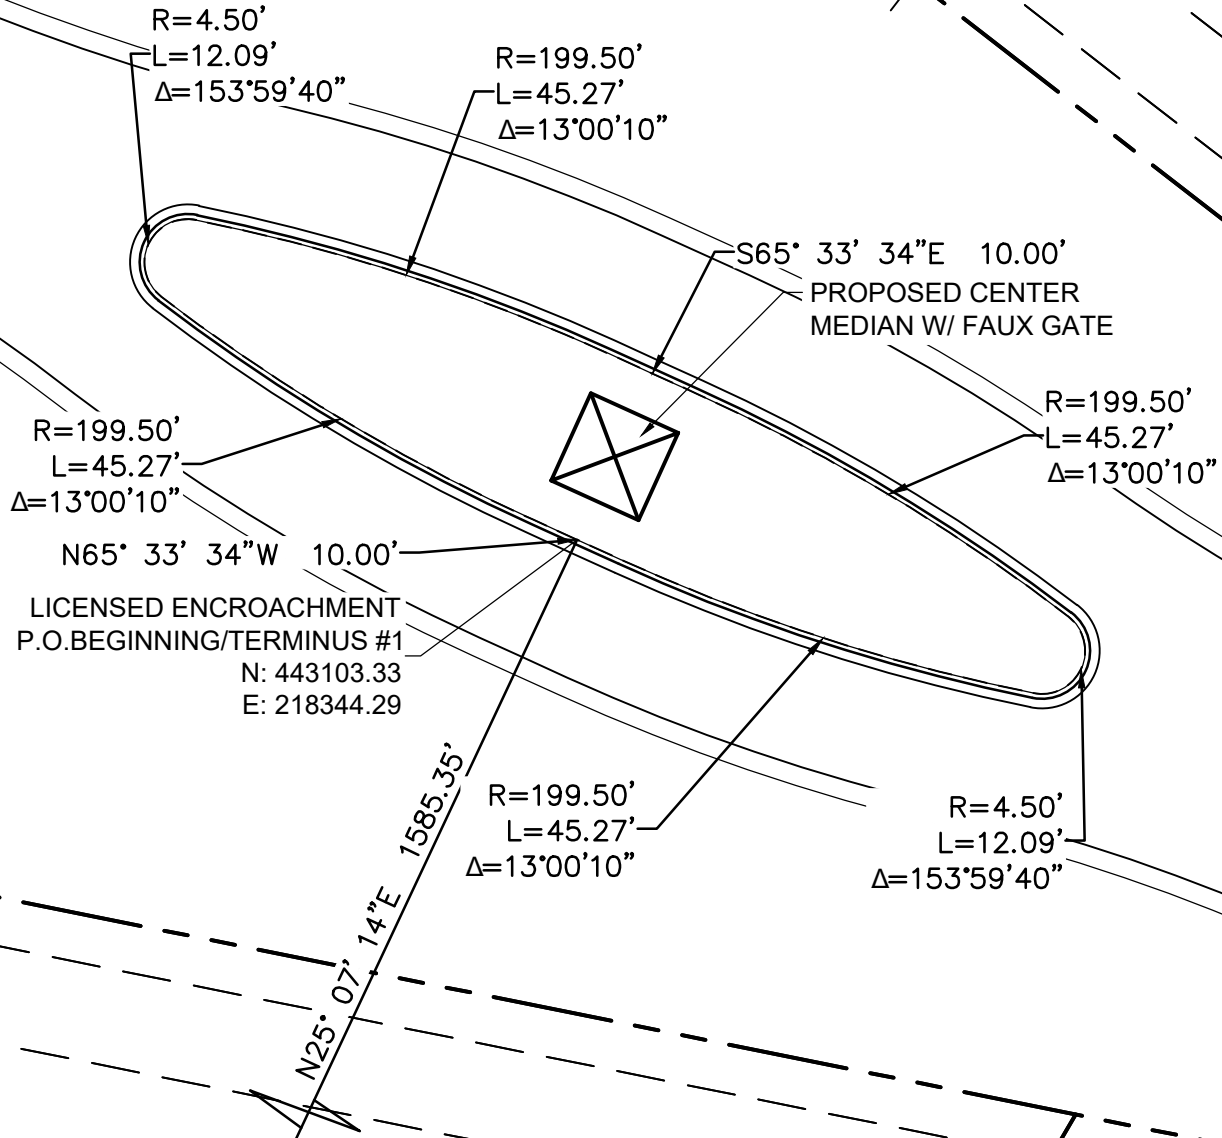 R=4.50'
L=12.09'
Δ=153°59'40"
R=199.50'
L=45.27'
Δ=13°00'10"
S65° 33' 34"E 10.00'
PROPOSED CENTER
MEDIAN W/ FAUX GATE
R=199.50'
L=45.27'
Δ=13°00'10"
R=199.50'
L=45.27'
Δ=13°00'10"
N65° 33' 34"W 10.00'
LICENSED ENCROACHMENT
P.O.BEGINNING/TERMINUS #1
N: 443103.33
E: 218344.29
R=199.50'
L=45.27'
Δ=13°00'10"
R=4.50'
L=12.09'
Δ=153°59'40"
N25° 07' 14"E 1585.35'